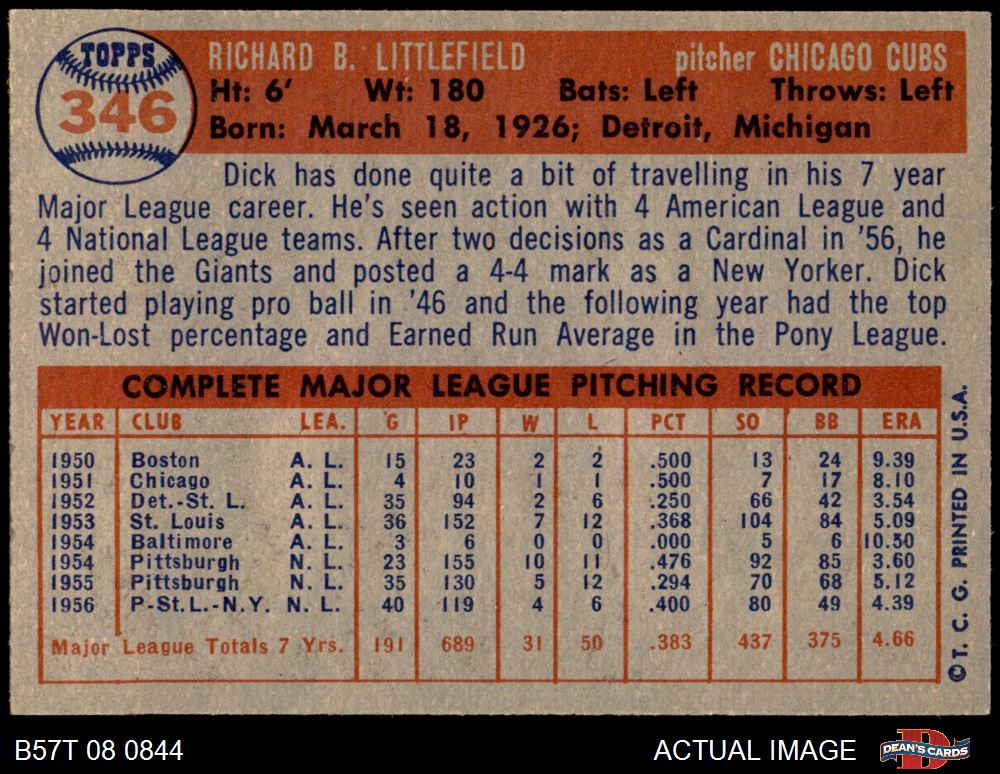 TOPPS
346
RICHARD B. LITTLEFIELD pitcher CHICAGO CUBS
Ht: 6' Wt: 180 Bats: Left Throws: Left
Born: March 18, 1926; Detroit, Michigan
Dick has done quite a bit of travelling in his 7 year
Major League career. He's seen action with 4 American League and
4 National League teams. After two decisions as a Cardinal in '56, he
joined the Giants and posted a 4-4 mark as a New Yorker. Dick
started playing pro ball in '46 and the following year had the top
Won-Lost percentage and Earned Run Average in the Pony League.
COMPLETE MAJOR LEAGUE PITCHING RECORD
YEAR CLUB LEA. G IP W L PCT SO BB ERA
1950 Boston A. L. 15 23 2 2 .500 13 24 9.39
1951 Chicago A. L. 4 10 1 1 .500 7 17 8.10
1952 Det.-St. L. A. L. 35 94 2 6 .250 66 42 3.54
1953 St. Louis A. L. 36 152 7 12 .368 104 84 5.09
1954 Baltimore A. L. 3 6 0 0 .000 5 6 10.50
1954 Pittsburgh N. L. 23 155 10 11 .476 92 85 3.60
1955 Pittsburgh N. L. 35 130 5 12 .294 70 68 5.12
1956 P-St.L.-N.Y. N. L. 40 119 4 6 .400 80 49 4.39
Major League Totals 7 Yrs. 191 689 31 50 .383 437 375 4.66
© T. C. G. PRINTED IN U.S.A.
B57T 08 0844 ACTUAL IMAGE
DEAN'S CARDS